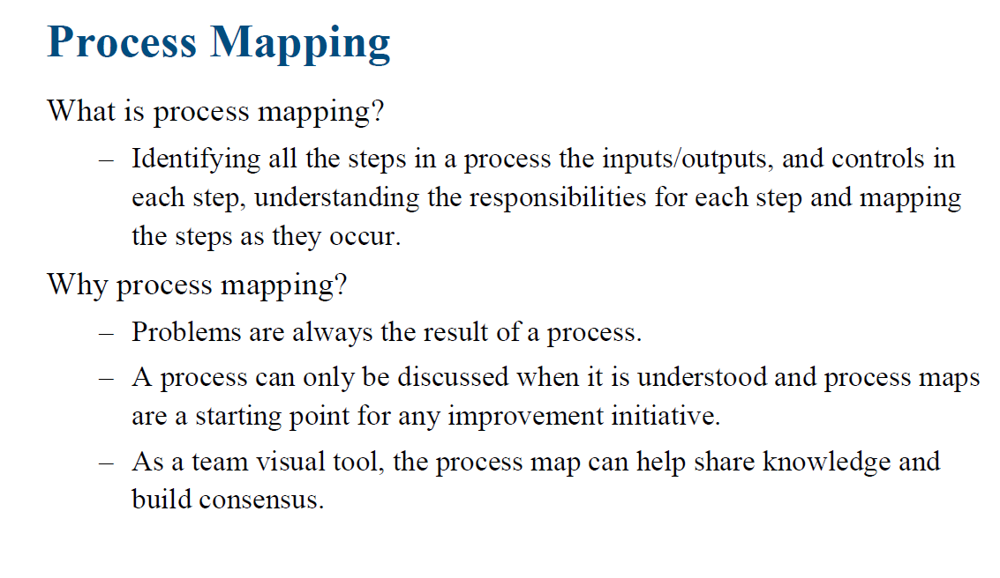 Process Mapping
What is process mapping?
– Identifying all the steps in a process the inputs/outputs, and controls in
each step, understanding the responsibilities for each step and mapping
the steps as they occur.
Why process mapping?
– Problems are always the result of a process.
– A process can only be discussed when it is understood and process maps
are a starting point for any improvement initiative.
– As a team visual tool, the process map can help share knowledge and
build consensus.